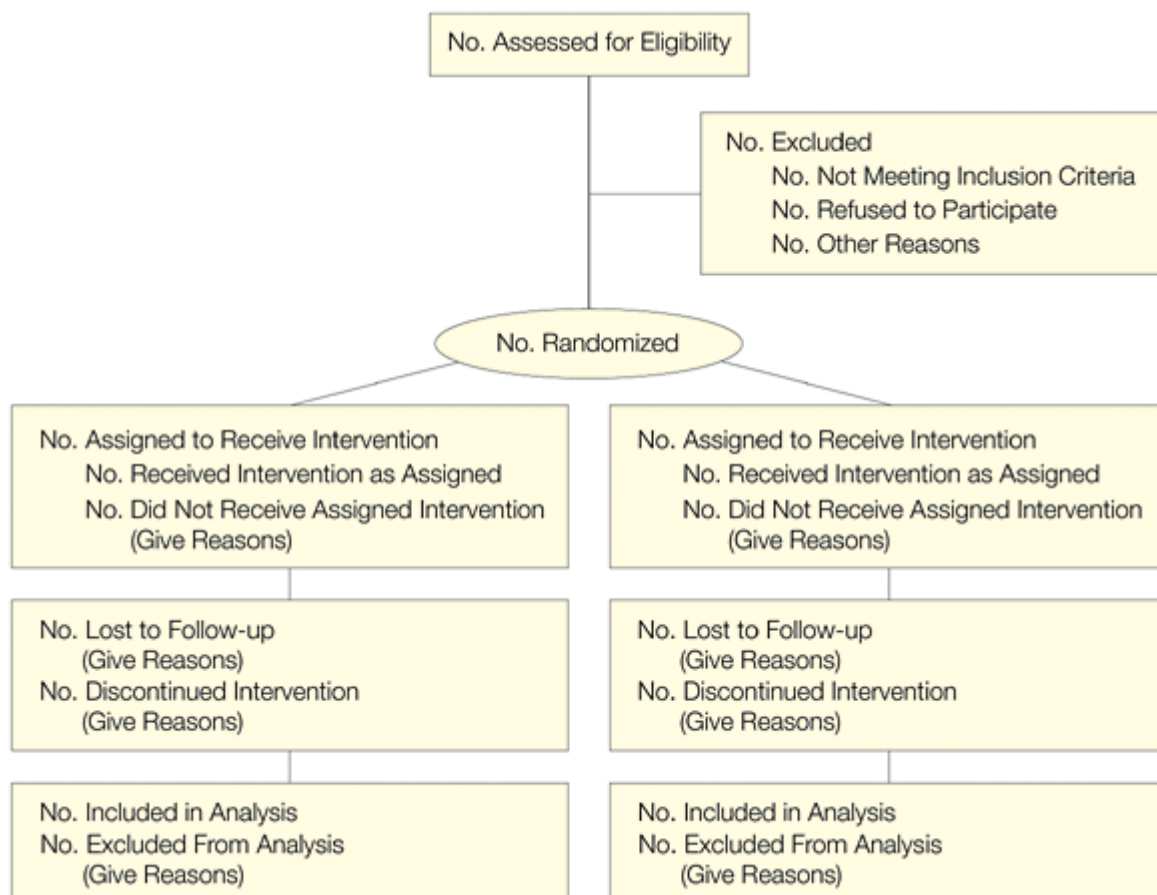 No. Assessed for Eligibility
No. Excluded
No. Not Meeting Inclusion Criteria
No. Refused to Participate
No. Other Reasons
No. Randomized
No. Assigned to Receive Intervention
No. Received Intervention as Assigned
No. Did Not Receive Assigned Intervention
(Give Reasons)
No. Lost to Follow-up
(Give Reasons)
No. Discontinued Intervention
(Give Reasons)
No. Included in Analysis
No. Excluded From Analysis
(Give Reasons)
No. Assigned to Receive Intervention
No. Received Intervention as Assigned
No. Did Not Receive Assigned Intervention
(Give Reasons)
No. Lost to Follow-up
(Give Reasons)
No. Discontinued Intervention
(Give Reasons)
No. Included in Analysis
No. Excluded From Analysis
(Give Reasons)